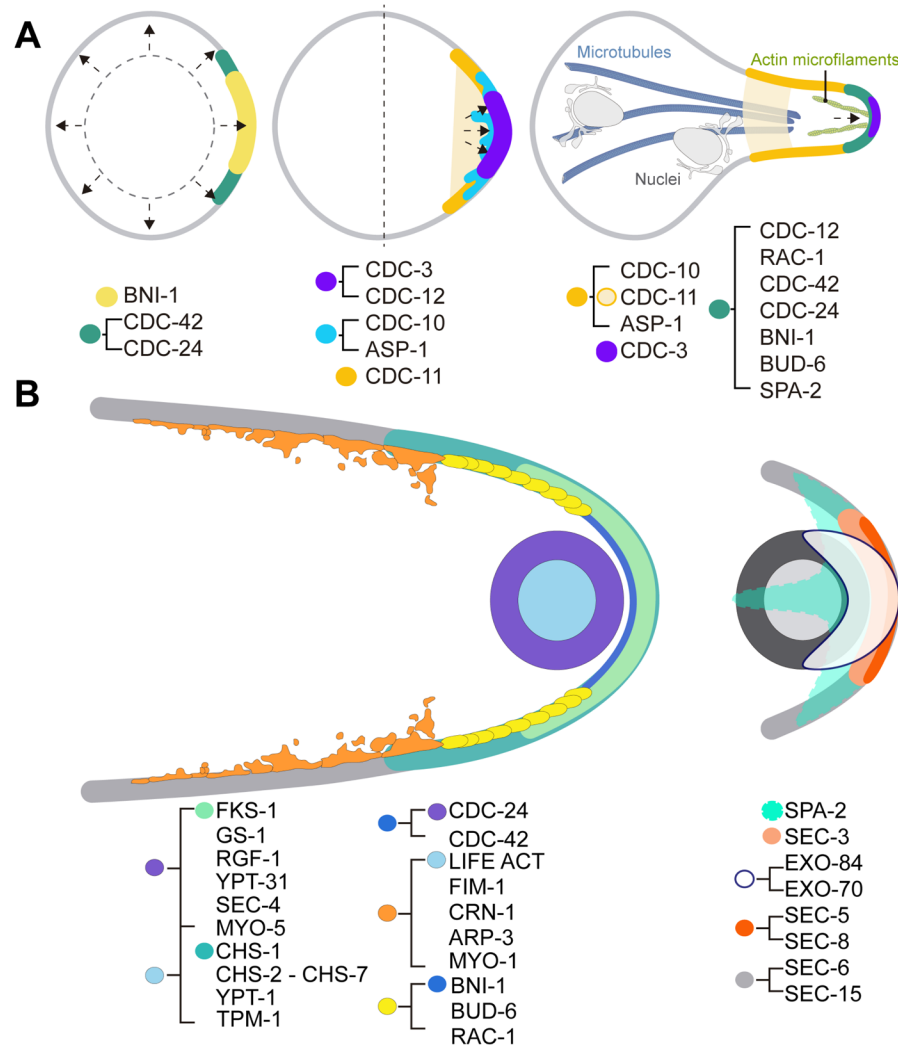 A
Microtubules
Actin microfilaments
Nuclei
BNI-1
CDC-42
CDC-24
CDC-3
CDC-12
CDC-10
ASP-1
CDC-11
CDC-10
CDC-11
ASP-1
CDC-3
CDC-12
RAC-1
CDC-42
CDC-24
BNI-1
BUD-6
SPA-2
B
FKS-1
GS-1
RGF-1
YPT-31
SEC-4
MYO-5
CHS-1
CHS-2 - CHS-7
YPT-1
TPM-1
CDC-24
CDC-42
LIFE ACT
FIM-1
CRN-1
ARP-3
MYO-1
BNI-1
BUD-6
RAC-1
SPA-2
SEC-3
EXO-84
EXO-70
SEC-5
SEC-8
SEC-6
SEC-15